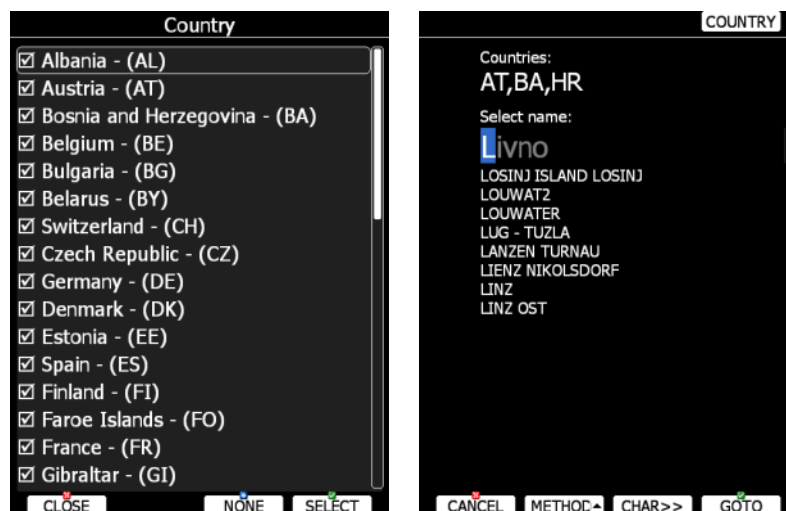 Country
☑ Albania - (AL)
☑ Austria - (AT)
☑ Bosnia and Herzegovina - (BA)
☑ Belgium - (BE)
☑ Bulgaria - (BG)
☑ Belarus - (BY)
☑ Switzerland - (CH)
☑ Czech Republic - (CZ)
☑ Germany - (DE)
☑ Denmark - (DK)
☑ Estonia - (EE)
☑ Spain - (ES)
☑ Finland - (FI)
☑ Faroe Islands - (FO)
☑ France - (FR)
☑ Gibraltar - (GI)
CLOSE NONE SELECT
COUNTRY
Countries:
AT,BA,HR
Select name:
Livno
LOSINJ ISLAND LOSINJ
LOUWAT2
LOUWATER
LUG - TUZLA
LANZEN TURNAU
LIENZ NIKOLSDORF
LINZ
LINZ OST
CANCEL METHOD CHAR>> GOTO